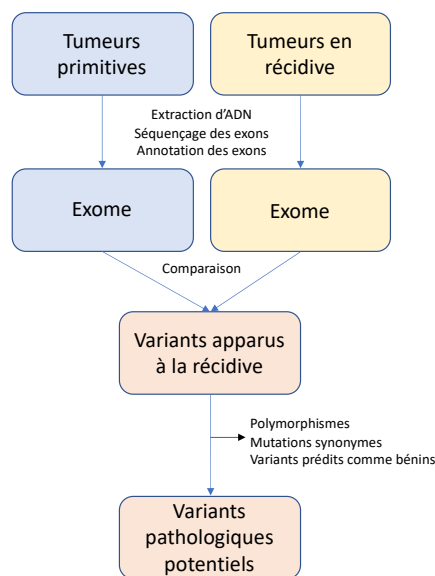 Tumeurs
primitives
Tumeurs en
récidive
Extraction d’ADN
Séquençage des exons
Annotation des exons
Exome
Exome
Comparaison
Variants apparus
à la récidive
Polymorphismes
Mutations synonymes
Variants prédits comme bénins
Variants
pathologiques
potentiels